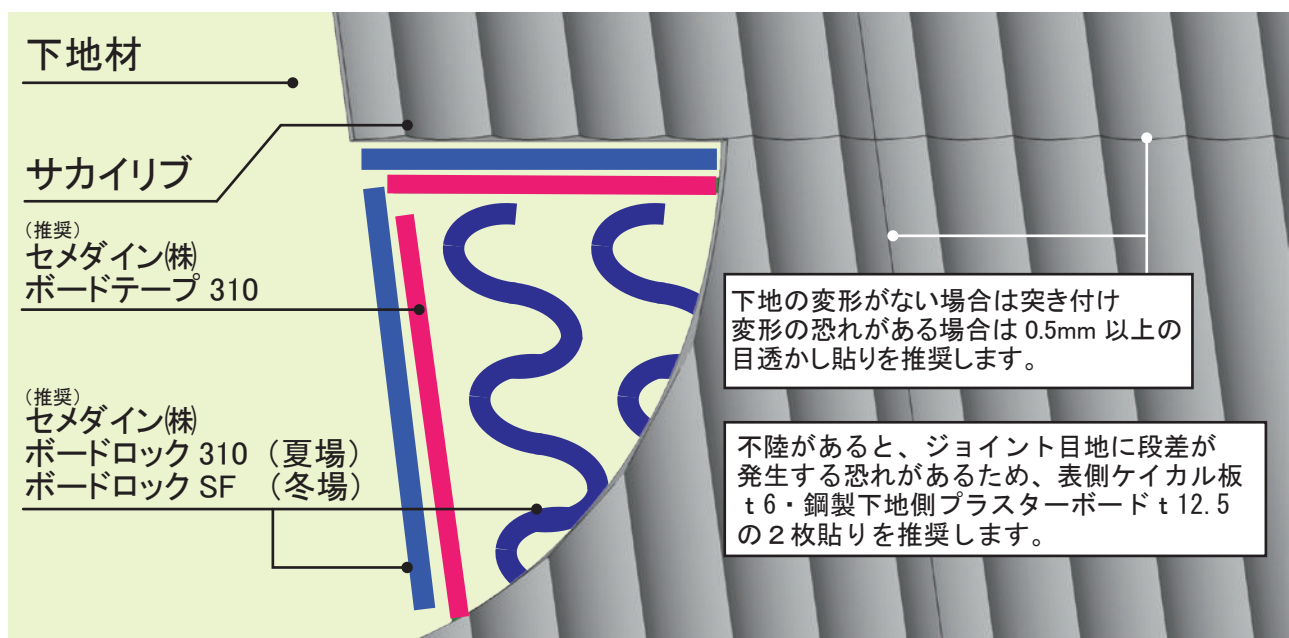 下地材
サカイリブ
(推奨)
セメダイン㈱
ボードテープ 310
(推奨)
セメダイン㈱
ボードロック 310 (夏場)
ボードロック SF (冬場)
下地の変形がない場合は突き付け
変形の恐れがある場合は 0.5mm 以上の
目透かし貼りを推奨します。
不陸があると、ジョイント目地に段差が
発生する恐れがあるため、表側ケイカル板
t 6・鋼製下地側プラスターボード t 12.5
の2枚貼りを推奨します。